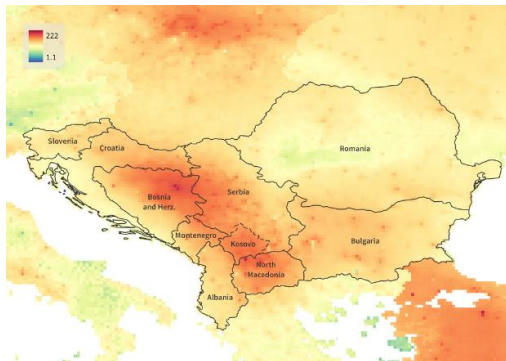 222
1.1
Slovenia
Croatia
Romania
Bosnia
and Herz.
Serbia
Montenegro
Kosovo
Bulgaria
North
Macedonia
Albania